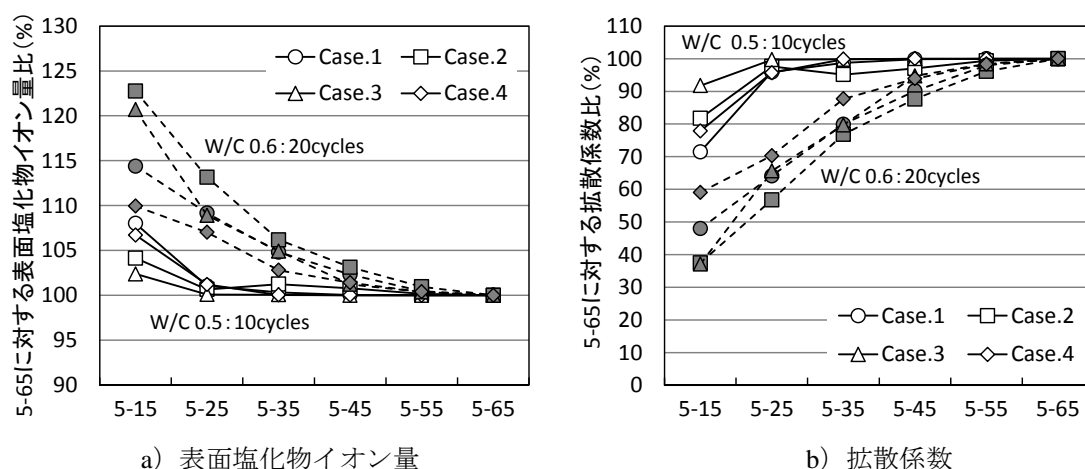 5-65に対する表面塩化物イオン量比(%)
130
125
120
115
110
105
100
95
90
Case.1
Case.2
Case.3
Case.4
W/C 0.6:20cycles
W/C 0.5:10cycles
5-15 5-25 5-35 5-45 5-55 5-65
a）表面塩化物イオン量
5-65に対する拡散係数比(%)
110
100
90
80
70
60
50
40
30
20
10
0
W/C 0.5:10cycles
W/C 0.6:20cycles
Case.1
Case.2
Case.3
Case.4
5-15 5-25 5-35 5-45 5-55 5-65
b）拡散係数